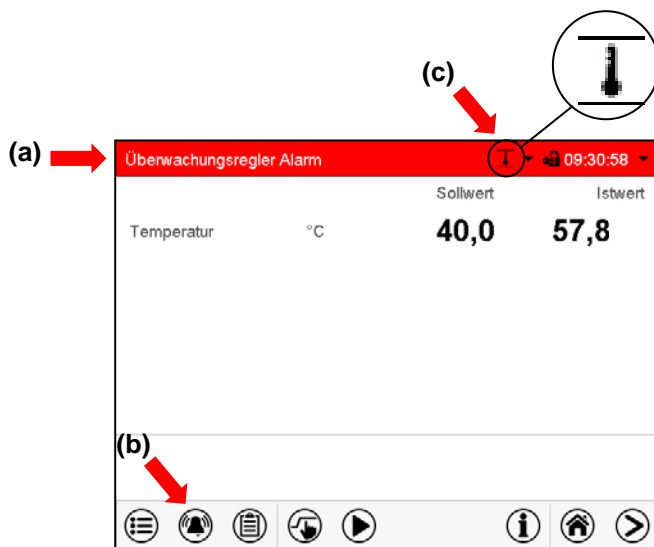 (c)
(a)
Überwachungsregler Alarm 09:30:58
Sollwert Istwert
Temperatur °C 40,0 57,8
(b)